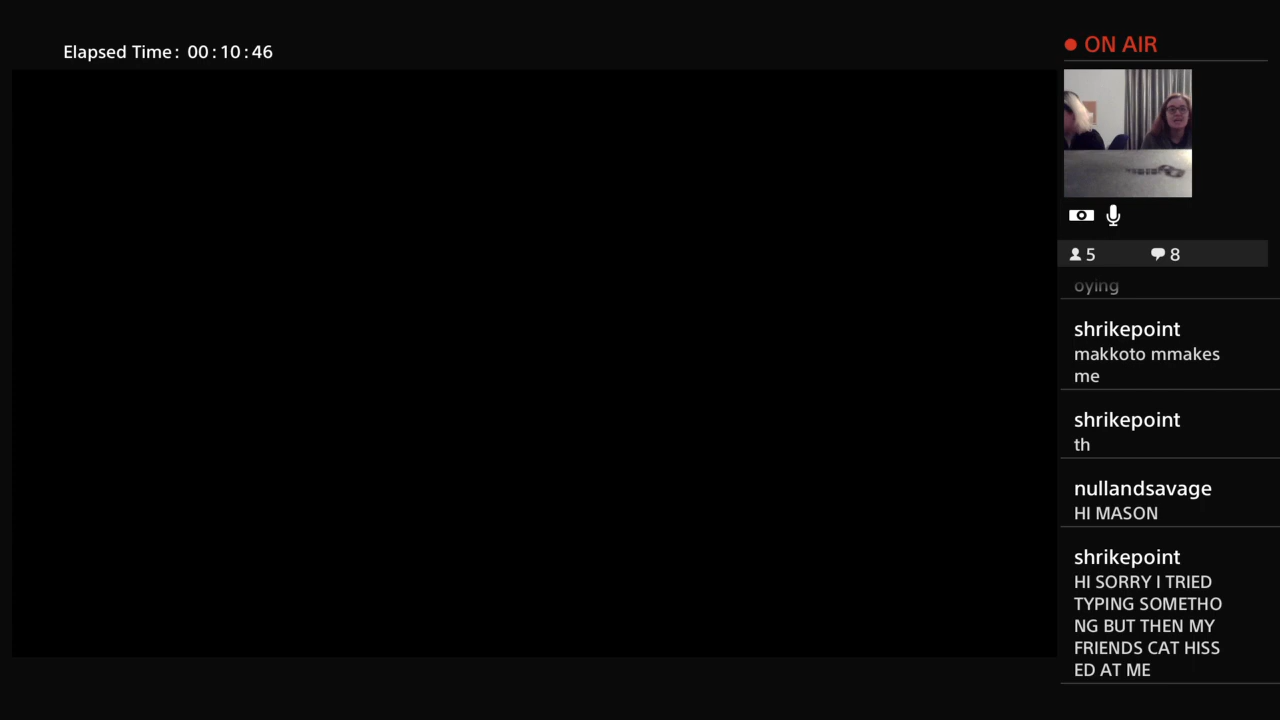 Elapsed Time: 00:10:46
ON AIR
5
8
oying
shrikepoint
makkoto mmakes
me
shrikepoint
th
nullandsavage
HI MASON
shrikepoint
HI SORRY I TRIED
TYPING SOMETHO
NG BUT THEN MY
FRIENDS CAT HISS
ED AT ME